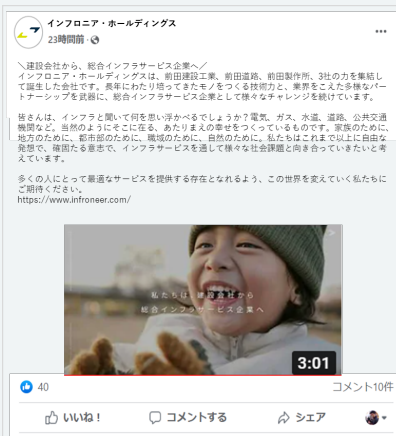 インフロニア・ホールディングス
23時間前
＼建設会社から、総合インフラサービス企業へ／
インフロニア・ホールディングスは、前田建設工業、前田道路、前田製作所、3社の力を集結し
て誕生した会社です。長年にわたり培ってきたモノをつくる技術力と、業界をこえた多様なパー
トナーシップを武器に、総合インフラサービス企業として様々なチャレンジを続けています。
皆さんは、インフラと聞いて何を思い浮かべるでしょうか？電気、ガス、水道、道路、公共交通
機関など。当然のようにそこに在る、あたりまえの幸せをつくっているものです。家族のために、
地方のために、都市部のために、職域のために、自然のために。私たちはこれまで以上に自由な
発想で、確固たる意志で、インフラサービスを通して様々な社会課題と向き合っていきたいと考
えています。
多くの人にとって最適なサービスを提供する存在となれるよう、この世界を変えていく私たちに
ご期待ください。
https://www.infroneer.com/
私たちは、建設会社から
総合インフラサービス企業へ
3:01
40
コメント10件
いいね！
コメントする
シェア